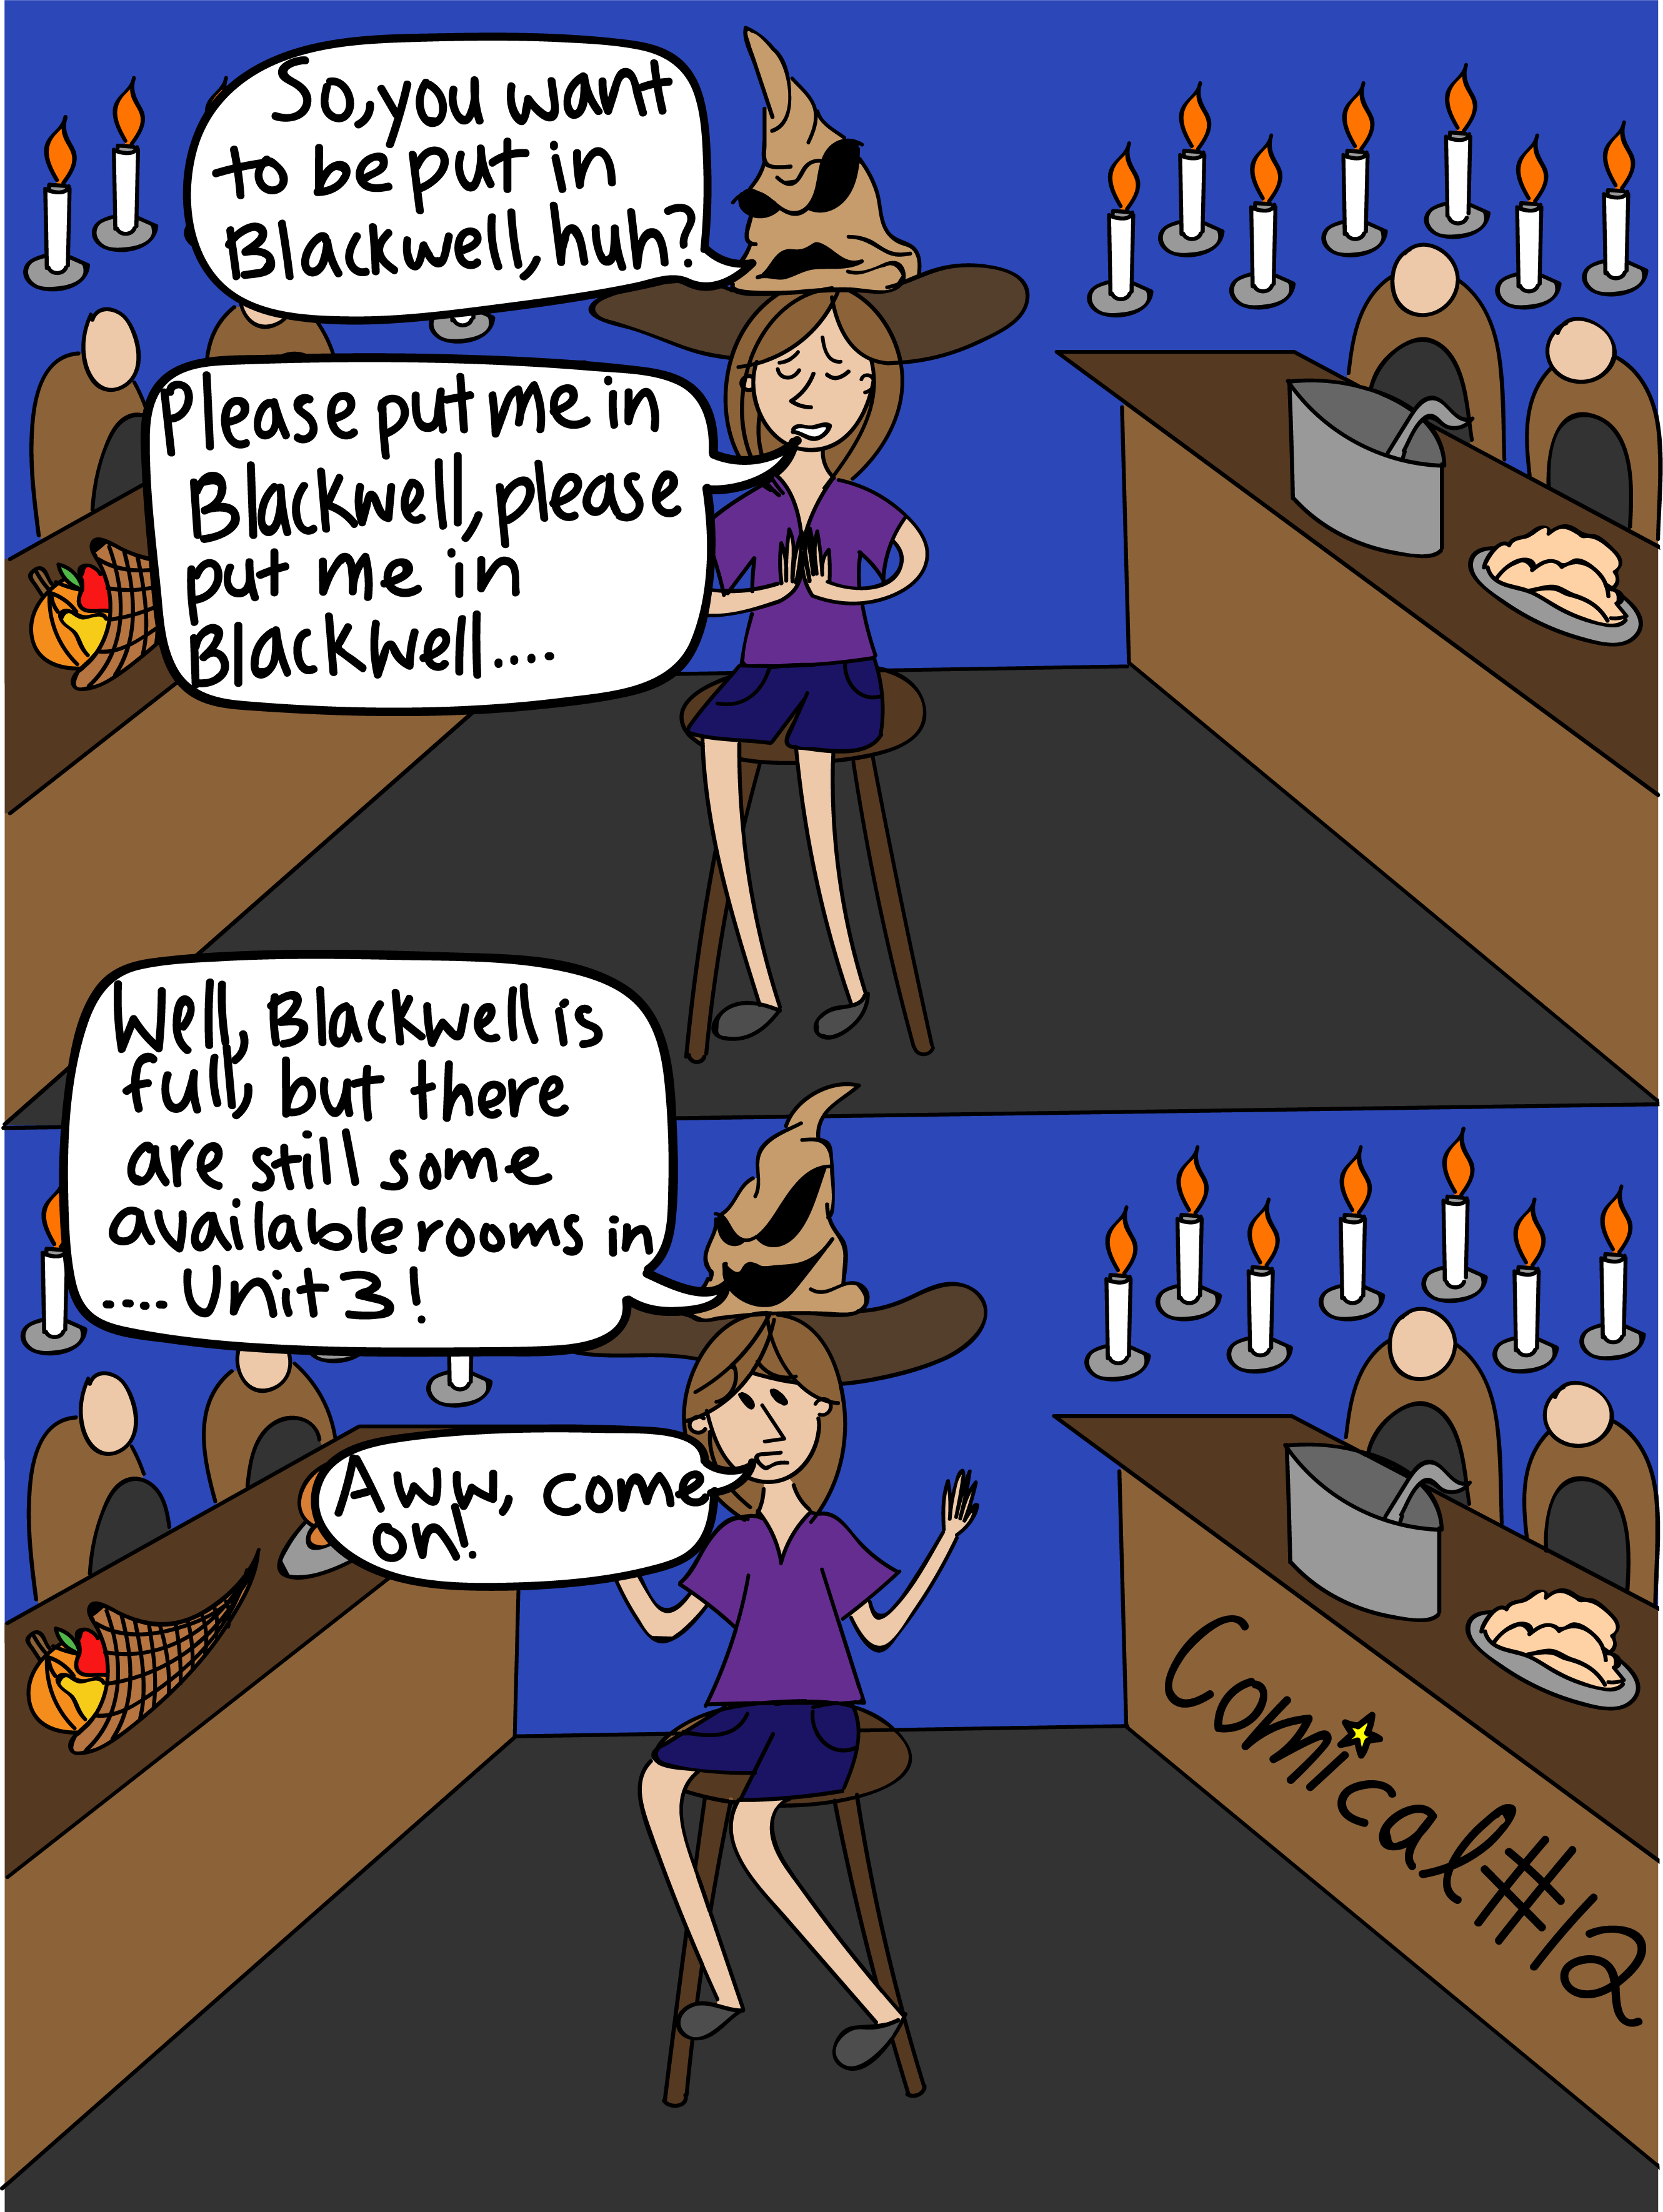 So, you want
to be put in
Blackwell, huh?
Please put me in
Blackwell, please
put me in
Blackwell....
Well, Blackwell is
full, but there
are still some
available rooms in
.... Unit 3!
Aww, come
on!
Comical#12